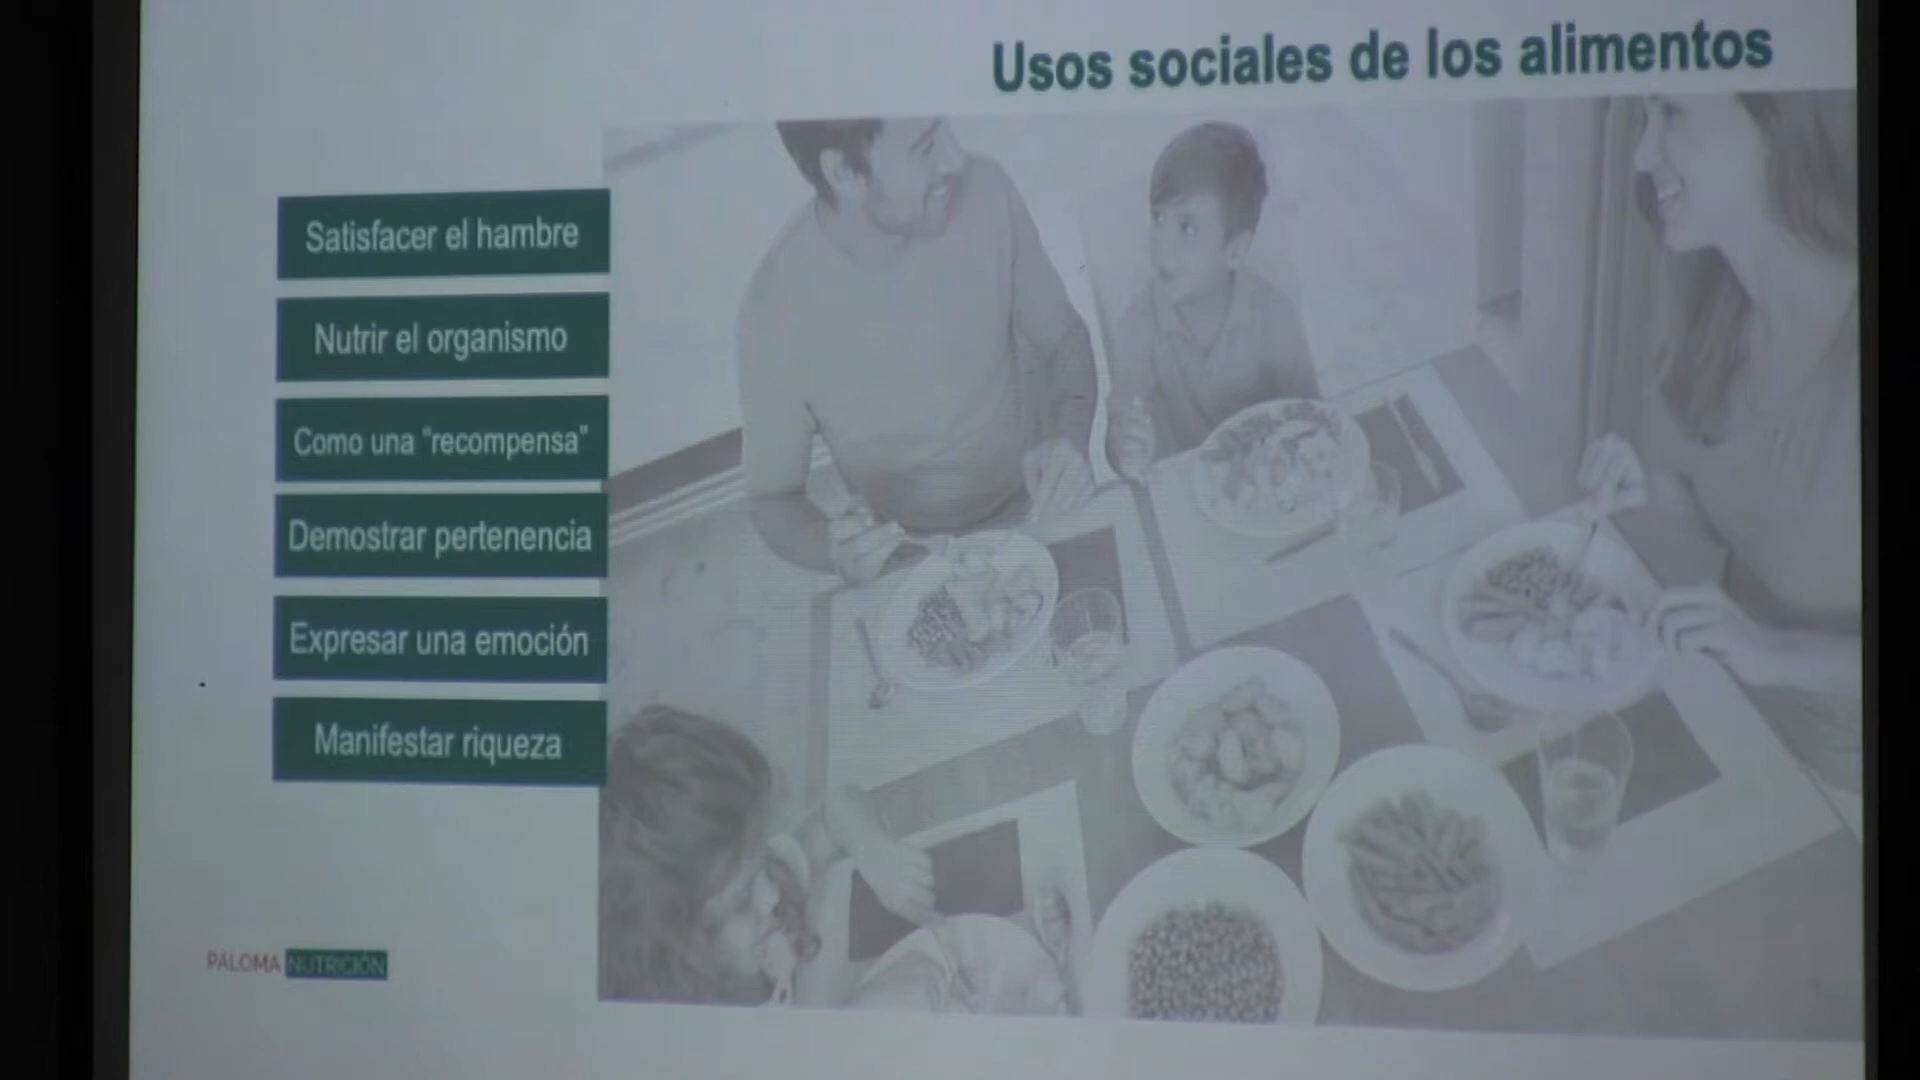 Usos sociales de los alimentos
Satisfacer el hambre
Nutrir el organismo
Como una “recompensa”
Demostrar pertenencia
Expresar una emoción
Manifestar riqueza
PALOMA NUTRICIÓN